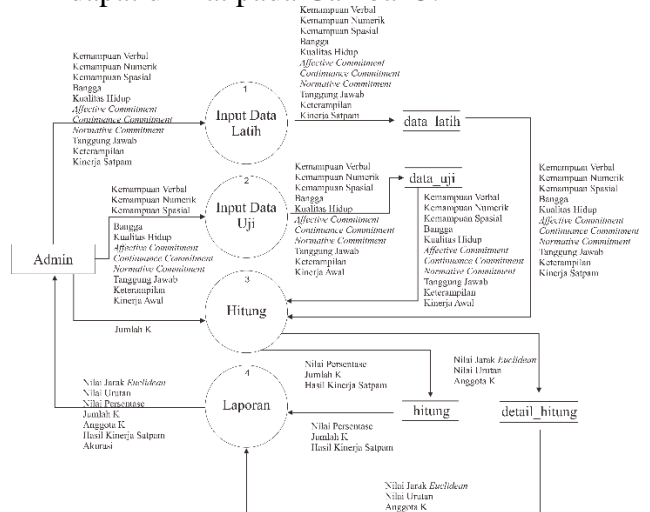 Kemampuan Verbal
Kemampuan Numerik
Kemampuan Spasial
Bangga
Kualitas Hidup
Affective Commitment
Continuance Commitment
Normative Commitment
Tanggung Jawab
Keterampilan
Kinerja Satpam
Kemampuan Verbal
Kemampuan Numerik
Kemampuan Spasial
Bangga
Kualitas Hidup
Affective Commitment
Continuance Commitment
Normative Commitment
Tanggung Jawab
Keterampilan
Kinerja Satpam
1
Input Data
Latih
data_latih
Kemampuan Verbal
Kemampuan Numerik
Kemampuan Spasial
Bangga
Kualitas Hidup
Affective Commitment
Continuance Commitment
Normative Commitment
Tanggung Jawab
Keterampilan
Kinerja Satpam
Kemampuan Verbal
Kemampuan Numerik
Kemampuan Spasial
Bangga
Kualitas Hidup
Affective Commitment
Continuance Commitment
Normative Commitment
Tanggung Jawab
Keterampilan
Kinerja Awal
2
Input Data
Uji
Kemampuan Verbal
Kemampuan Numerik
Kemampuan Spasial
Bangga
Kualitas Hidup
Affective Commitment
Continuance Commitment
Normative Commitment
Tanggung Jawab
Keterampilan
Kinerja Awal
data_uji
Kemampuan Verbal
Kemampuan Numerik
Kemampuan Spasial
Bangga
Kualitas Hidup
Affective Commitment
Continuance Commitment
Normative Commitment
Tanggung Jawab
Keterampilan
Kinerja Awal
Admin
3
Hitung
Jumlah K
Nilai Persentase
Jumlah K
Hasil Kinerja Satpam
Nilai Jarak Euclidean
Nilai Urutan
Anggota K
4
Laporan
hitung
detail_hitung
Nilai Jarak Euclidean
Nilai Urutan
Nilai Persentase
Jumlah K
Anggota K
Hasil Kinerja Satpam
Akurasi
Nilai Persentase
Jumlah K
Hasil Kinerja Satpam
Nilai Jarak Euclidean
Nilai Urutan
Anggota K